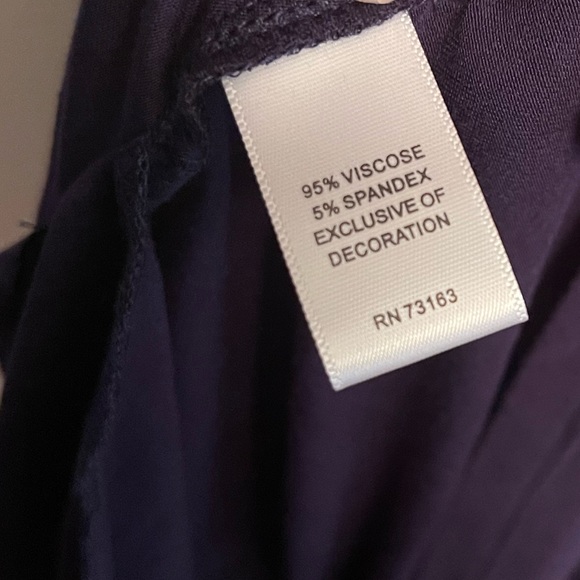 95% VISCOSE
5% SPANDEX
EXCLUSIVE OF
DECORATION
RN 73163